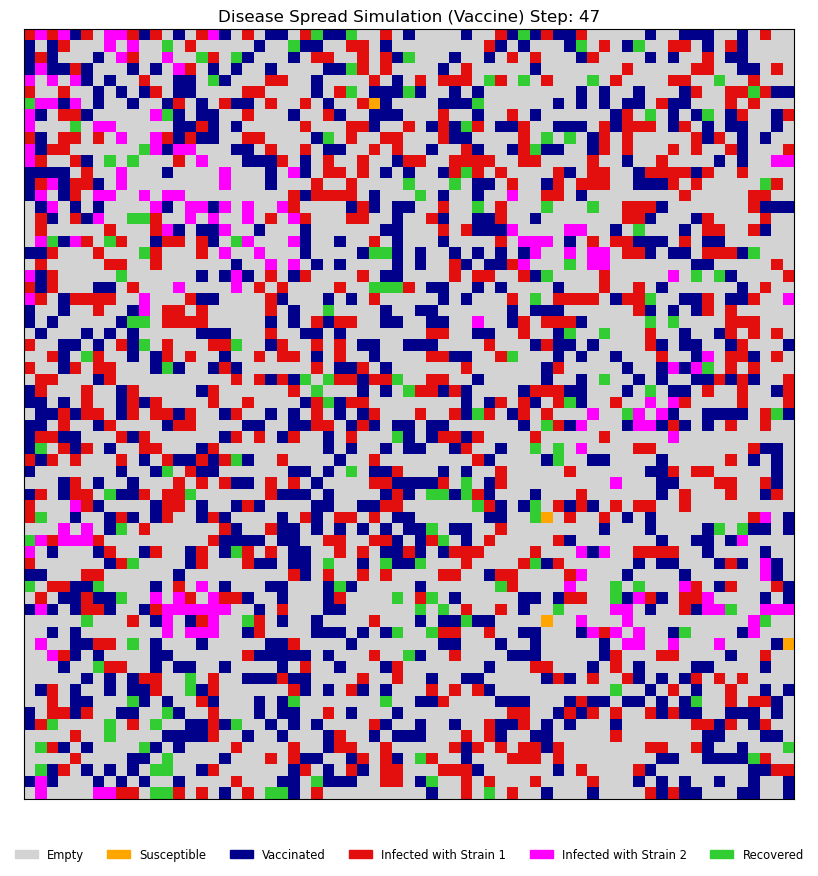 Disease Spread Simulation (Vaccine) Step: 47
Empty Susceptible Vaccinated Infected with Strain 1 Infected with Strain 2 Recovered